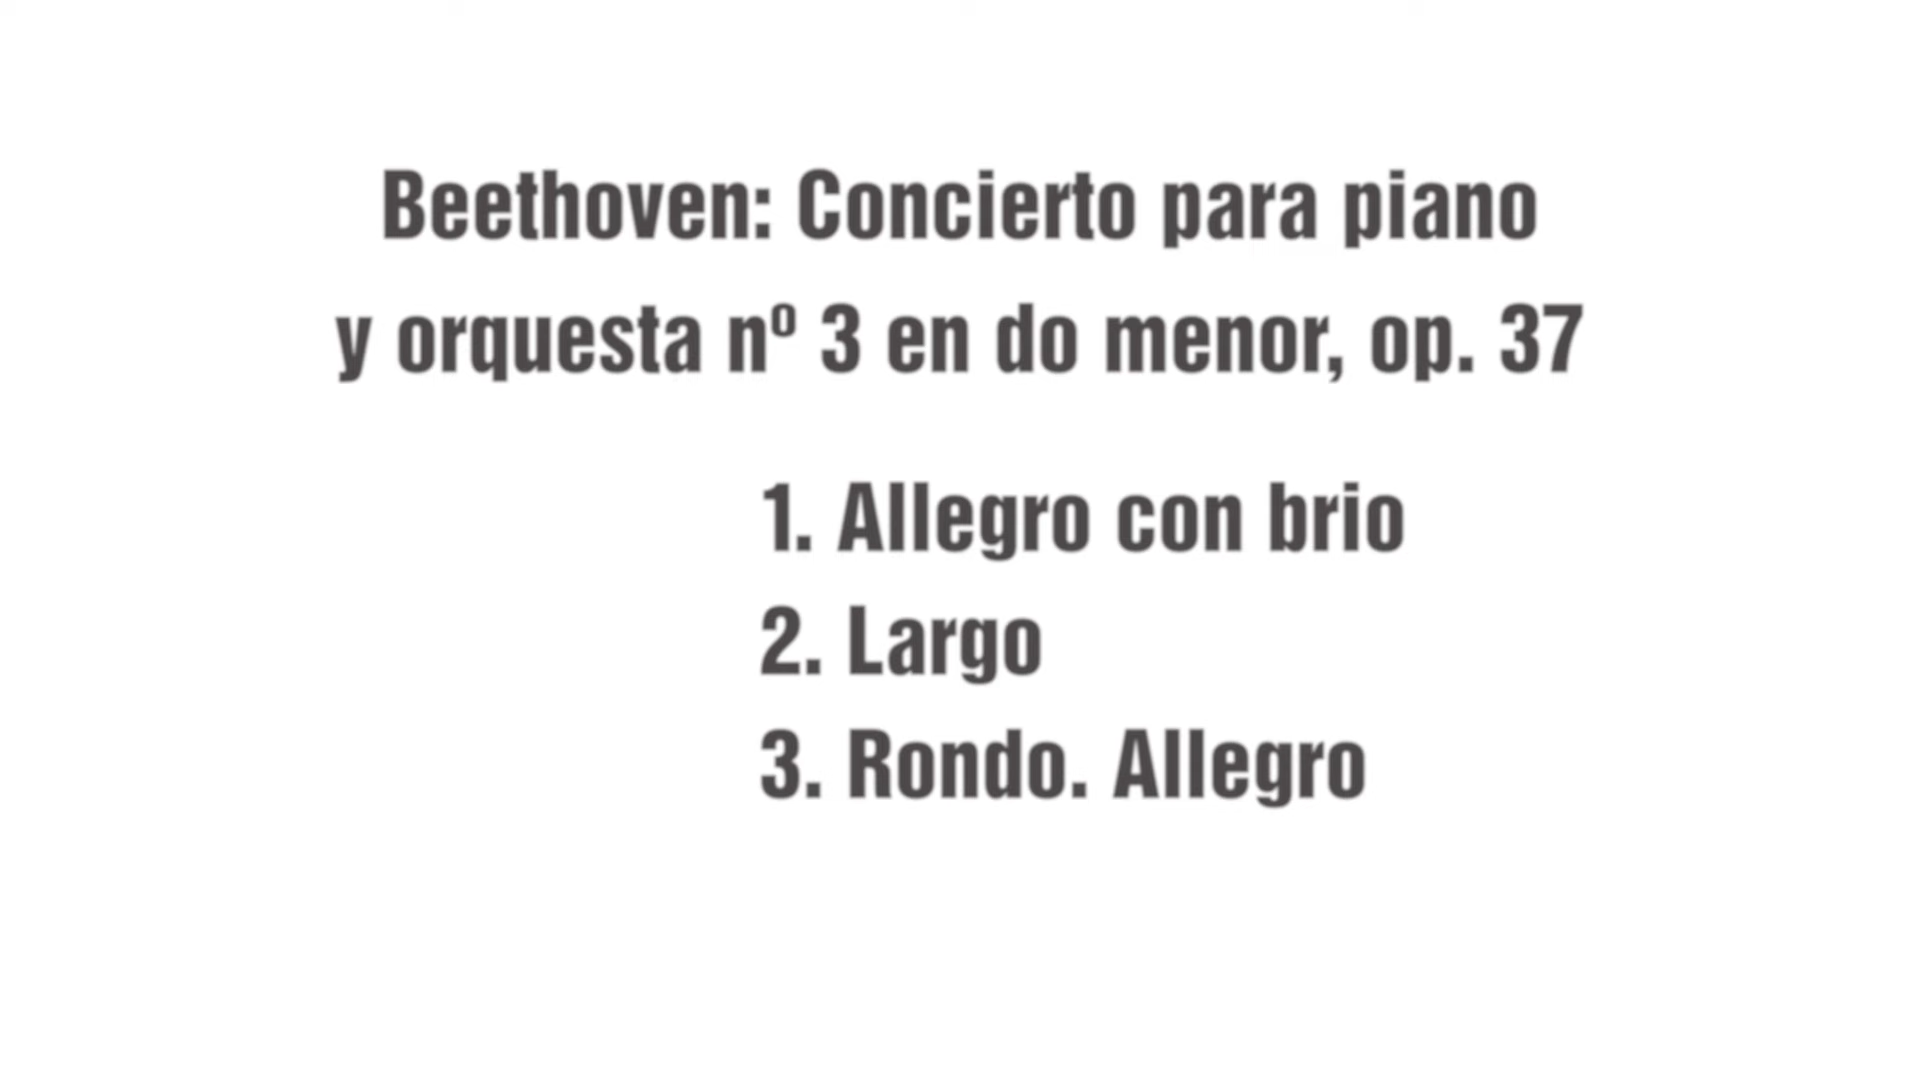 Beethoven: Concierto para piano
y orquesta nº 3 en do menor, op. 37
1. Allegro con brio
2. Largo
3. Rondo. Allegro